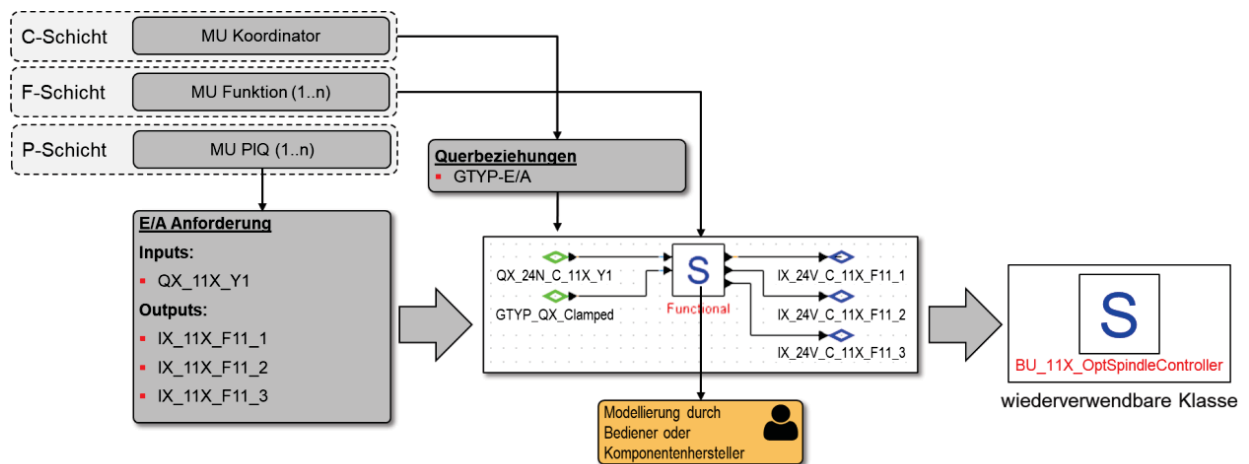 C-Schicht
MU Koordinator
F-Schicht
MU Funktion (1..n)
P-Schicht
MU PIQ (1..n)
Querbeziehungen
▪ GTYP-E/A
E/A Anforderung
Inputs:
▪ QX_11X_Y1
Outputs:
▪ IX_11X_F11_1
▪ IX_11X_F11_2
▪ IX_11X_F11_3
QX_24N_C_11X_Y1
GTYP_QX_Clamped
S
Functional
IX_24V_C_11X_F11_1
IX_24V_C_11X_F11_2
IX_24V_C_11X_F11_3
Modellierung durch
Bediener oder
Komponentenhersteller
S
BU_11X_OptSpindleController
wiederverwendbare Klasse